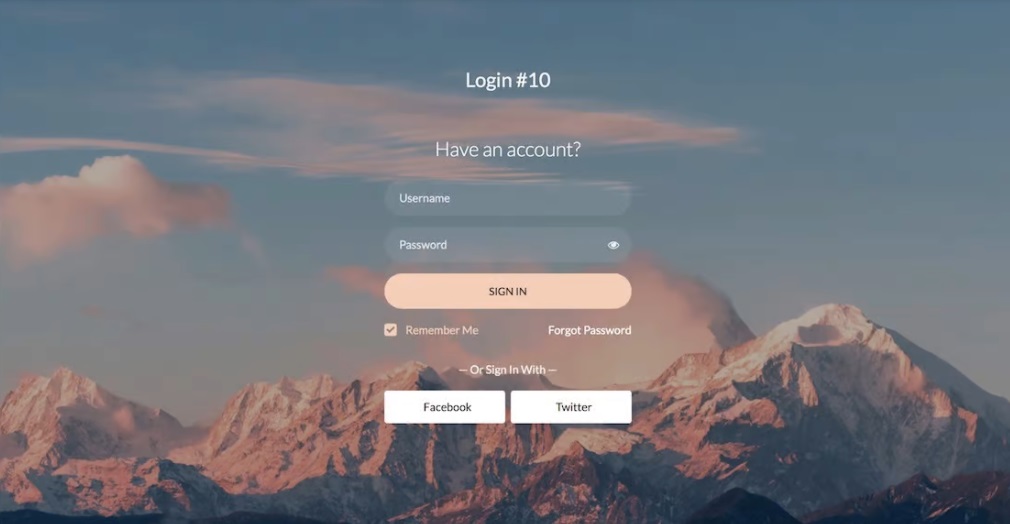 Login #10
Have an account?
Username
Password
SIGN IN
Remember Me Forgot Password
— Or Sign In With —
Facebook Twitter